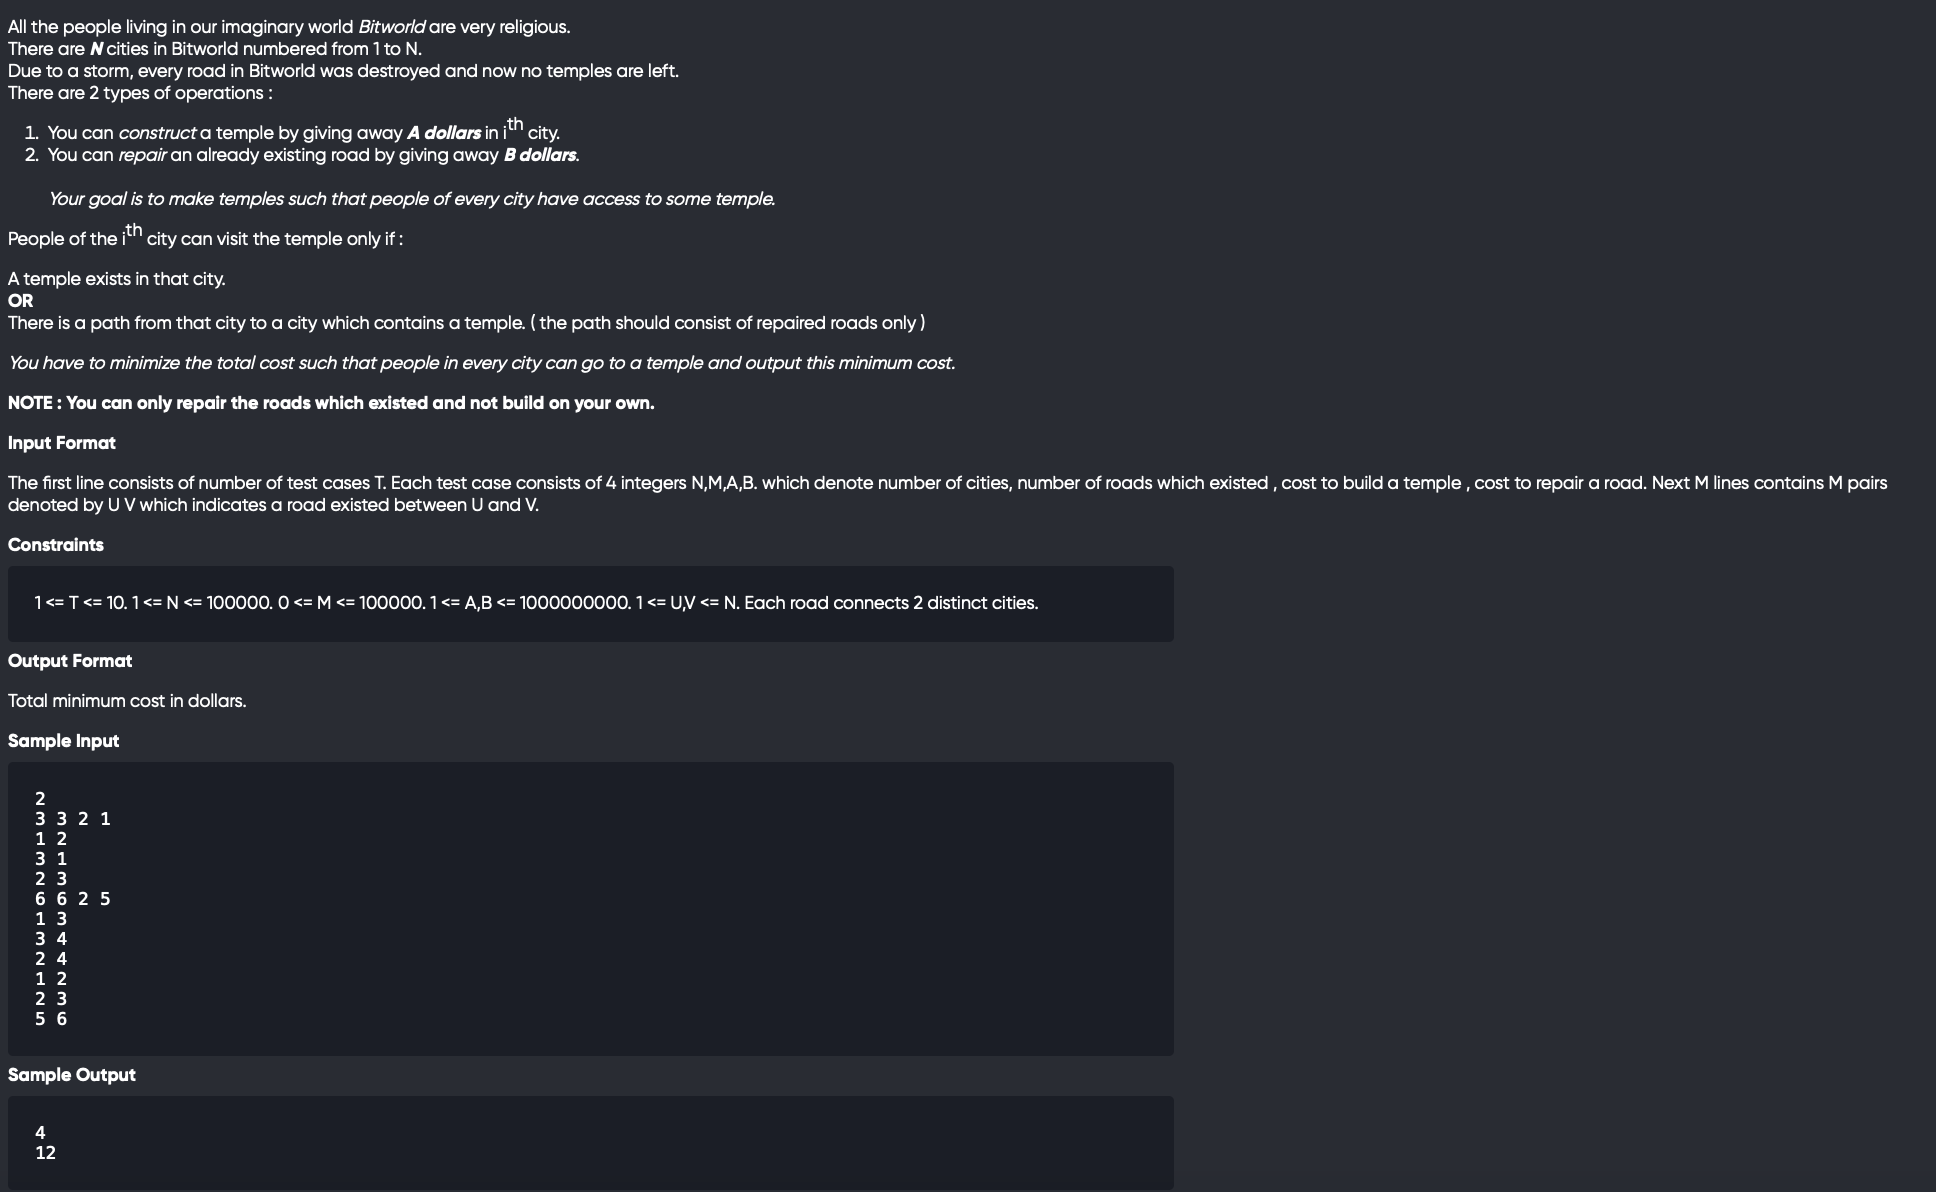 All the people living in our imaginary world Bitworld are very religious.
There are N cities in Bitworld numbered from 1 to N.
Due to a storm, every road in Bitworld was destroyed and now no temples are left.
There are 2 types of operations :
1. You can construct a temple by giving away A dollars in ith city.
2. You can repair an already existing road by giving away B dollars.
Your goal is to make temples such that people of every city have access to some temple.
People of the ith city can visit the temple only if :
A temple exists in that city.
OR
There is a path from that city to a city which contains a temple. ( the path should consist of repaired roads only )
You have to minimize the total cost such that people in every city can go to a temple and output this minimum cost.
NOTE : You can only repair the roads which existed and not build on your own.
Input Format
The first line consists of number of test cases T. Each test case consists of 4 integers N,M,A,B. which denote number of cities, number of roads which existed , cost to build a temple , cost to repair a road. Next M lines contains M pairs
denoted by U V which indicates a road existed between U and V.
Constraints
1 <= T <= 10. 1 <= N <= 100000. 0 <= M <= 100000. 1 <= A,B <= 1000000000. 1 <= U,V <= N. Each road connects 2 distinct cities.
Output Format
Total minimum cost in dollars.
Sample Input
2
3 3 2 1
1 2
3 1
2 3
6 6 2 5
1 3
3 4
2 4
1 2
2 3
5 6
Sample Output
4
12